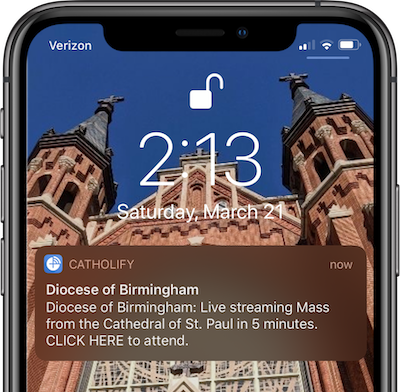 Verizon
2:13
Saturday, March 21
CATHOLIFY
now
Diocese of Birmingham
Diocese of Birmingham: Live streaming Mass
from the Cathedral of St. Paul in 5 minutes.
CLICK HERE to attend.